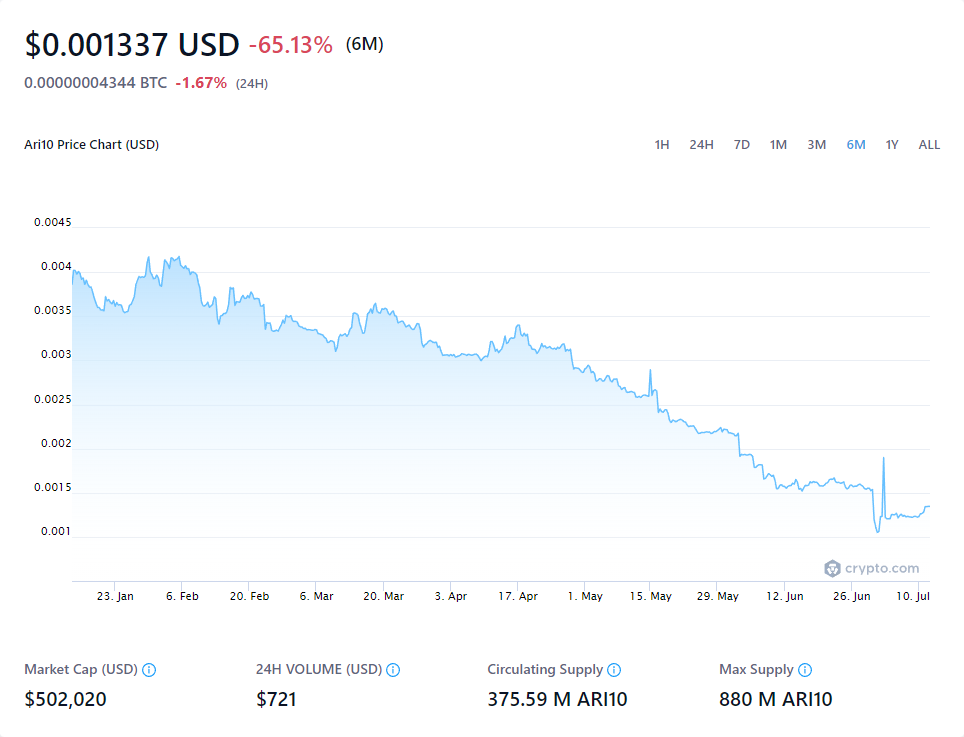 $0.001337 USD -65.13% (6M)
0.00000004344 BTC -1.67% (24H)
Ari10 Price Chart (USD) 1H 24H 7D 1M 3M 6M 1Y ALL
0.0045
0.004
0.0035
0.003
0.0025
0.002
0.0015
0.001
crypto.com
23. Jan 6. Feb 20. Feb 6. Mar 20. Mar 3. Apr 17. Apr 1. May 15. May 29. May 12. Jun 26. Jun 10. Jul
Market Cap (USD) 24H VOLUME (USD) Circulating Supply Max Supply
$502,020 $721 375.59 M ARI10 880 M ARI10